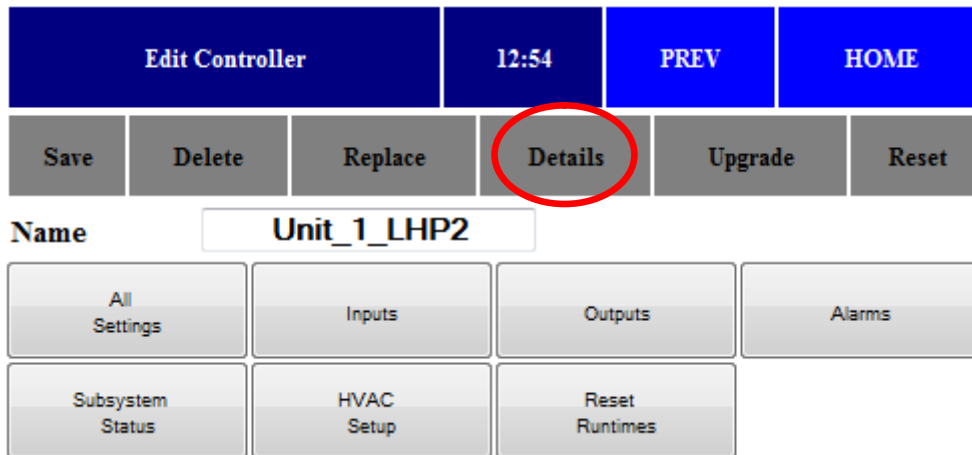 Edit Controller 12:54 PREV HOME
Save Delete Replace Details Upgrade Reset
Name Unit_1_LHP2
All
Settings
Inputs
Outputs
Alarms
Subsystem
Status
HVAC
Setup
Reset
Runtimes